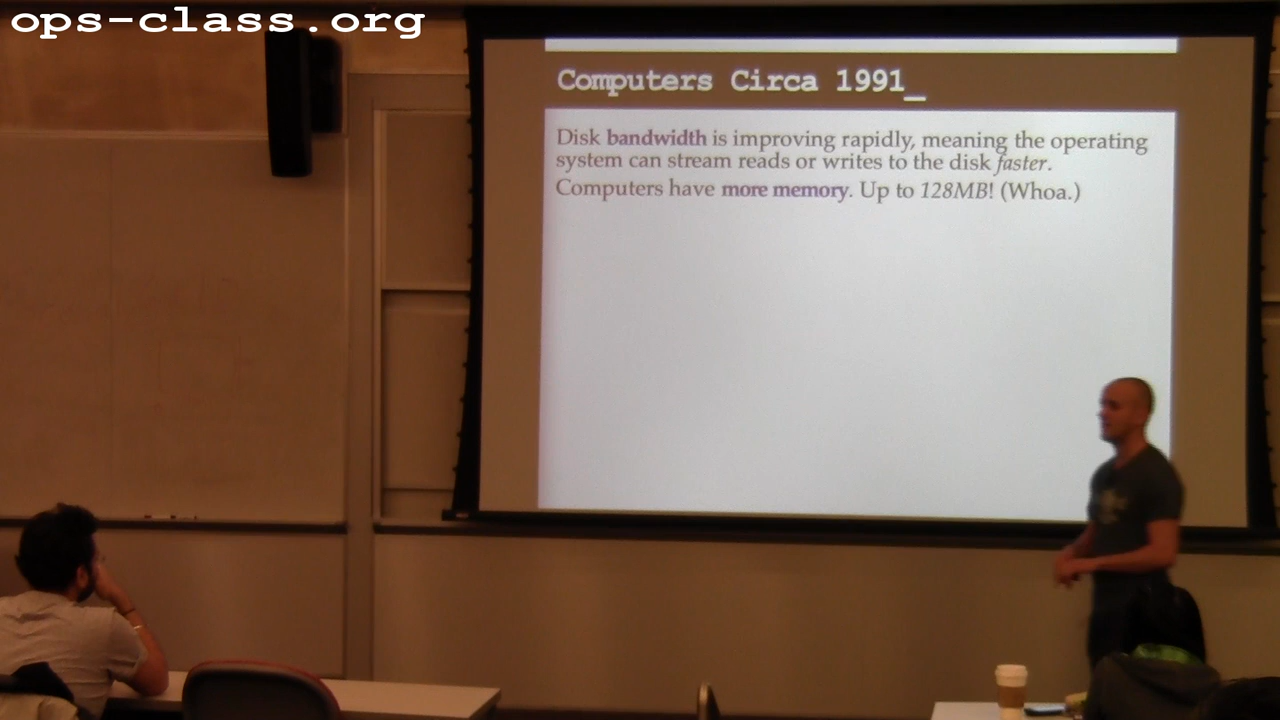 ops-class.org
Computers Circa 1991_
Disk bandwidth is improving rapidly, meaning the operating
system can stream reads or writes to the disk faster.
Computers have more memory. Up to 128MB! (Whoa.)